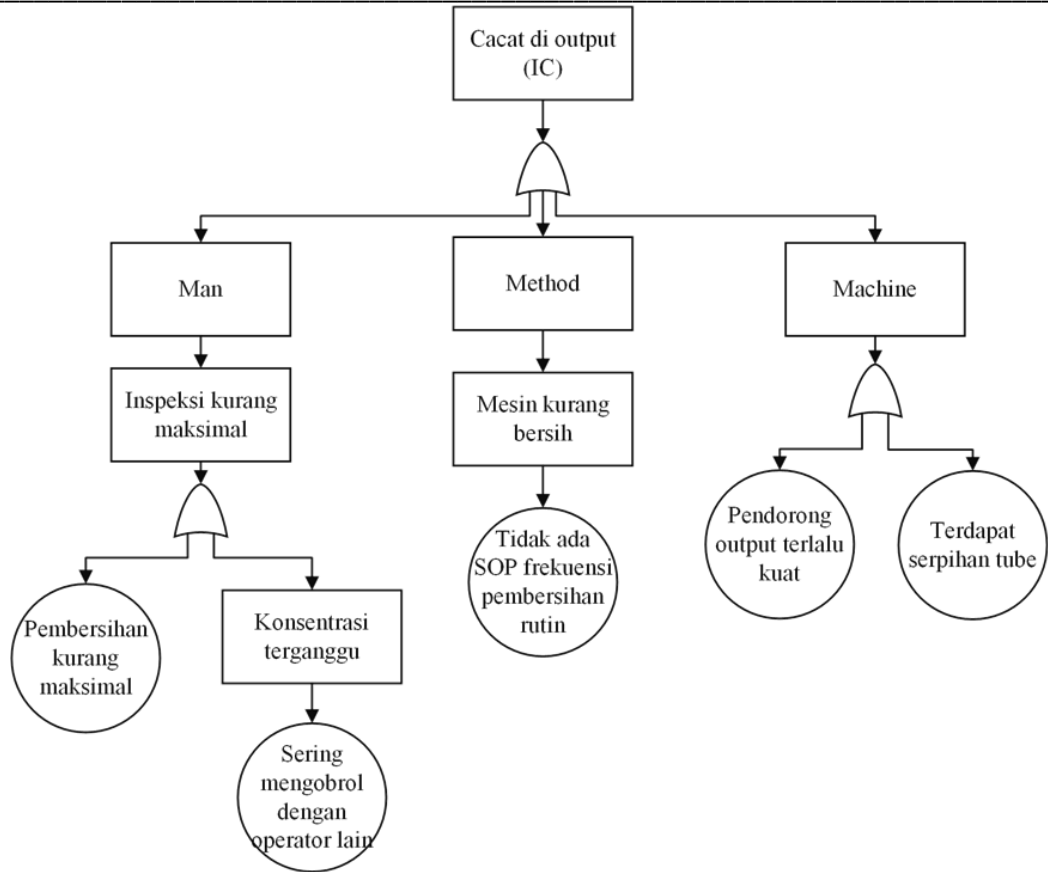 Cacat di output
(IC)
Man
Method
Machine
Inspeksi kurang
maksimal
Mesin kurang
bersih
Pendorong
output terlalu
kuat
Terdapat
serpihan tube
Tidak ada
SOP frekuensi
pembersihan
rutin
Pembersihan
kurang
maksimal
Konsentrasi
terganggu
Sering
mengobrol
dengan
operator lain